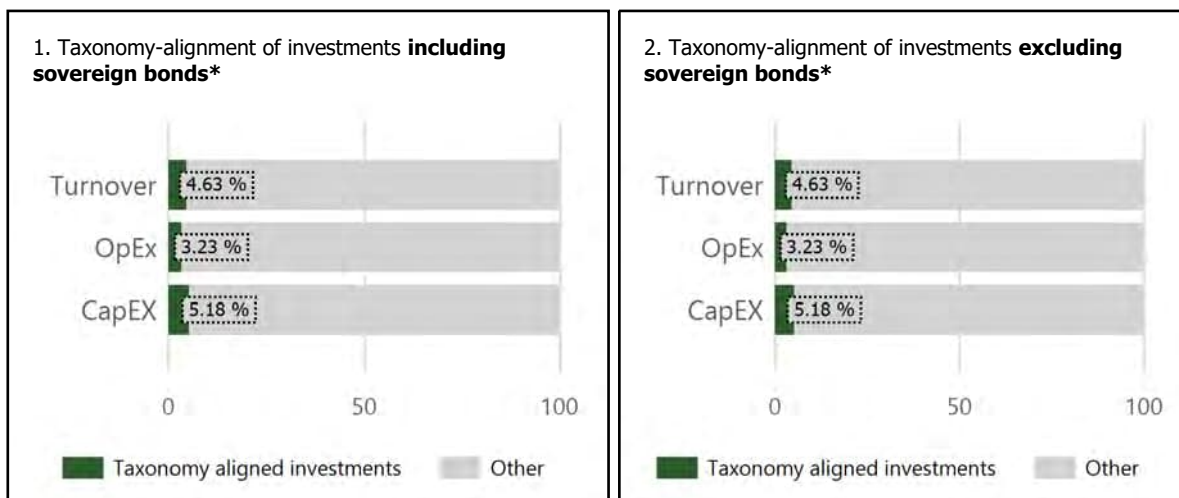 1. Taxonomy-alignment of investments including
sovereign bonds*
Turnover
4.63 %
OpEx
3.23 %
CapEX
5.18 %
0 50 100
Taxonomy aligned investments Other
2. Taxonomy-alignment of investments excluding
sovereign bonds*
Turnover
4.63 %
OpEx
3.23 %
CapEX
5.18 %
0 50 100
Taxonomy aligned investments Other